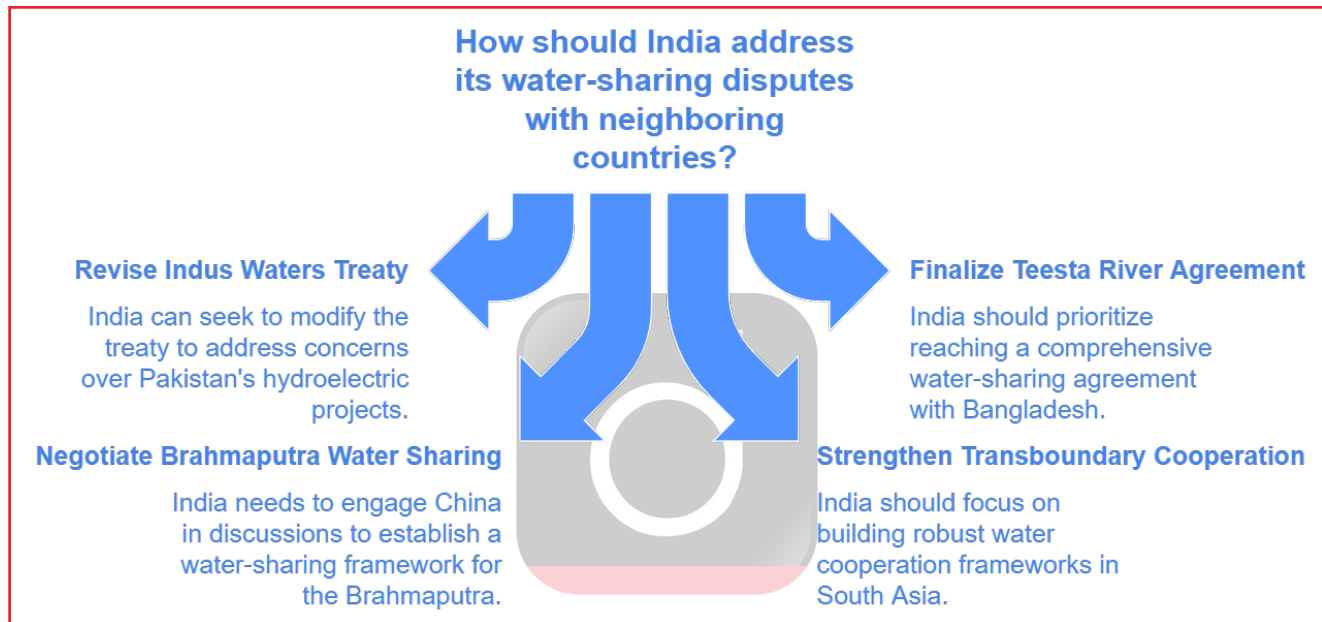 How should India address
its water-sharing disputes
with neighboring
countries?
Revise Indus Waters Treaty
India can seek to modify the
treaty to address concerns
over Pakistan's hydroelectric
projects.
Negotiate Brahmaputra Water Sharing
India needs to engage China
in discussions to establish a
water-sharing framework for
the Brahmaputra.
Finalize Teesta River Agreement
India should prioritize
reaching a comprehensive
water-sharing agreement
with Bangladesh.
Strengthen Transboundary Cooperation
India should focus on
building robust water
cooperation frameworks in
South Asia.